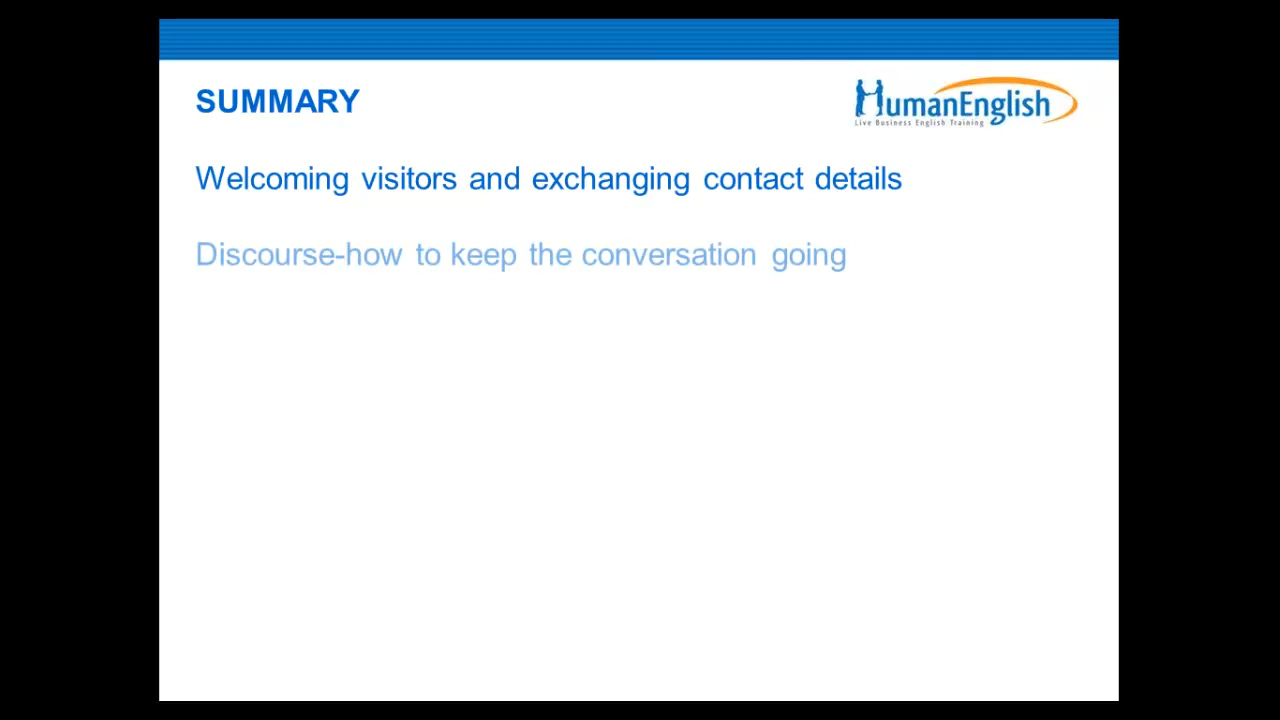 SUMMARY
HumanEnglish
Live Business English Training
Welcoming visitors and exchanging contact details
Discourse-how to keep the conversation going